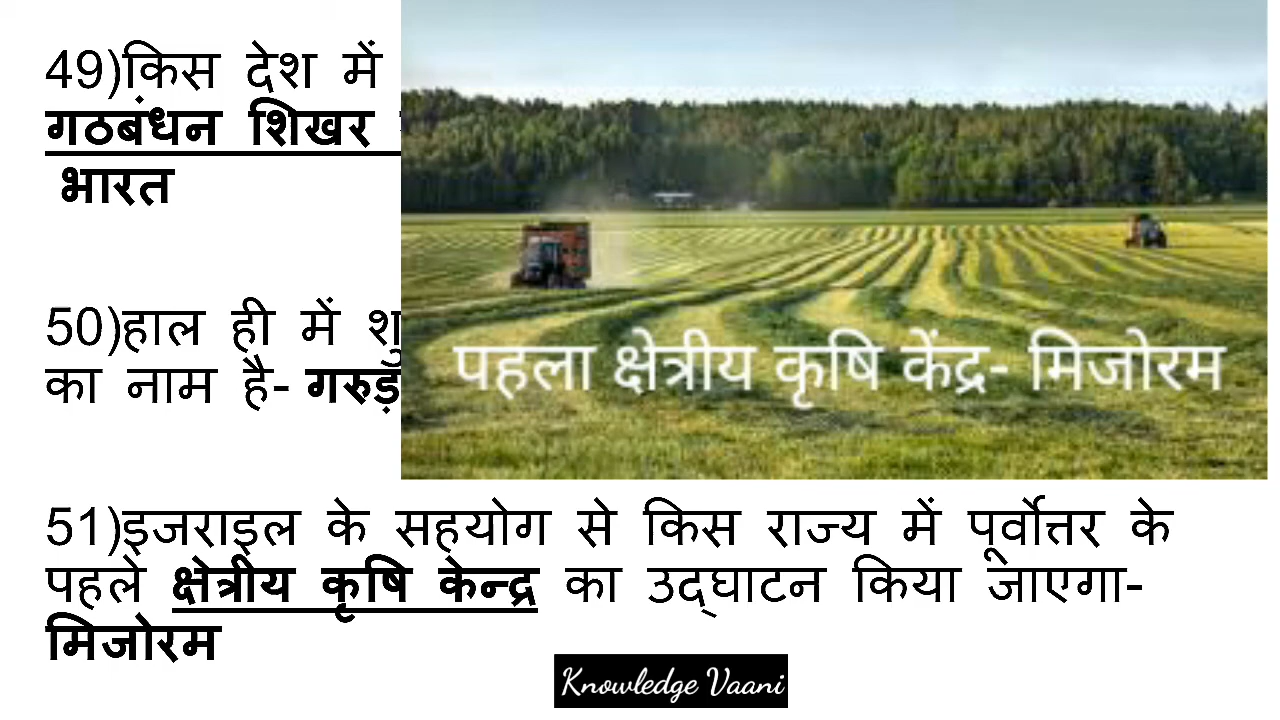 49)किस देश में
गठबंधन शिखर
भारत
50)हाल ही में
का नाम है-
पहला क्षेत्रीय कृषि केंद्र- मिजोरम
51)इजराइल के सहयोग से किस राज्य में पूर्वोत्तर के
पहले क्षेत्रीय कृषि केन्द्र का उद्घाटन किया जाएगा-
मिजोरम
Knowledge Vaani